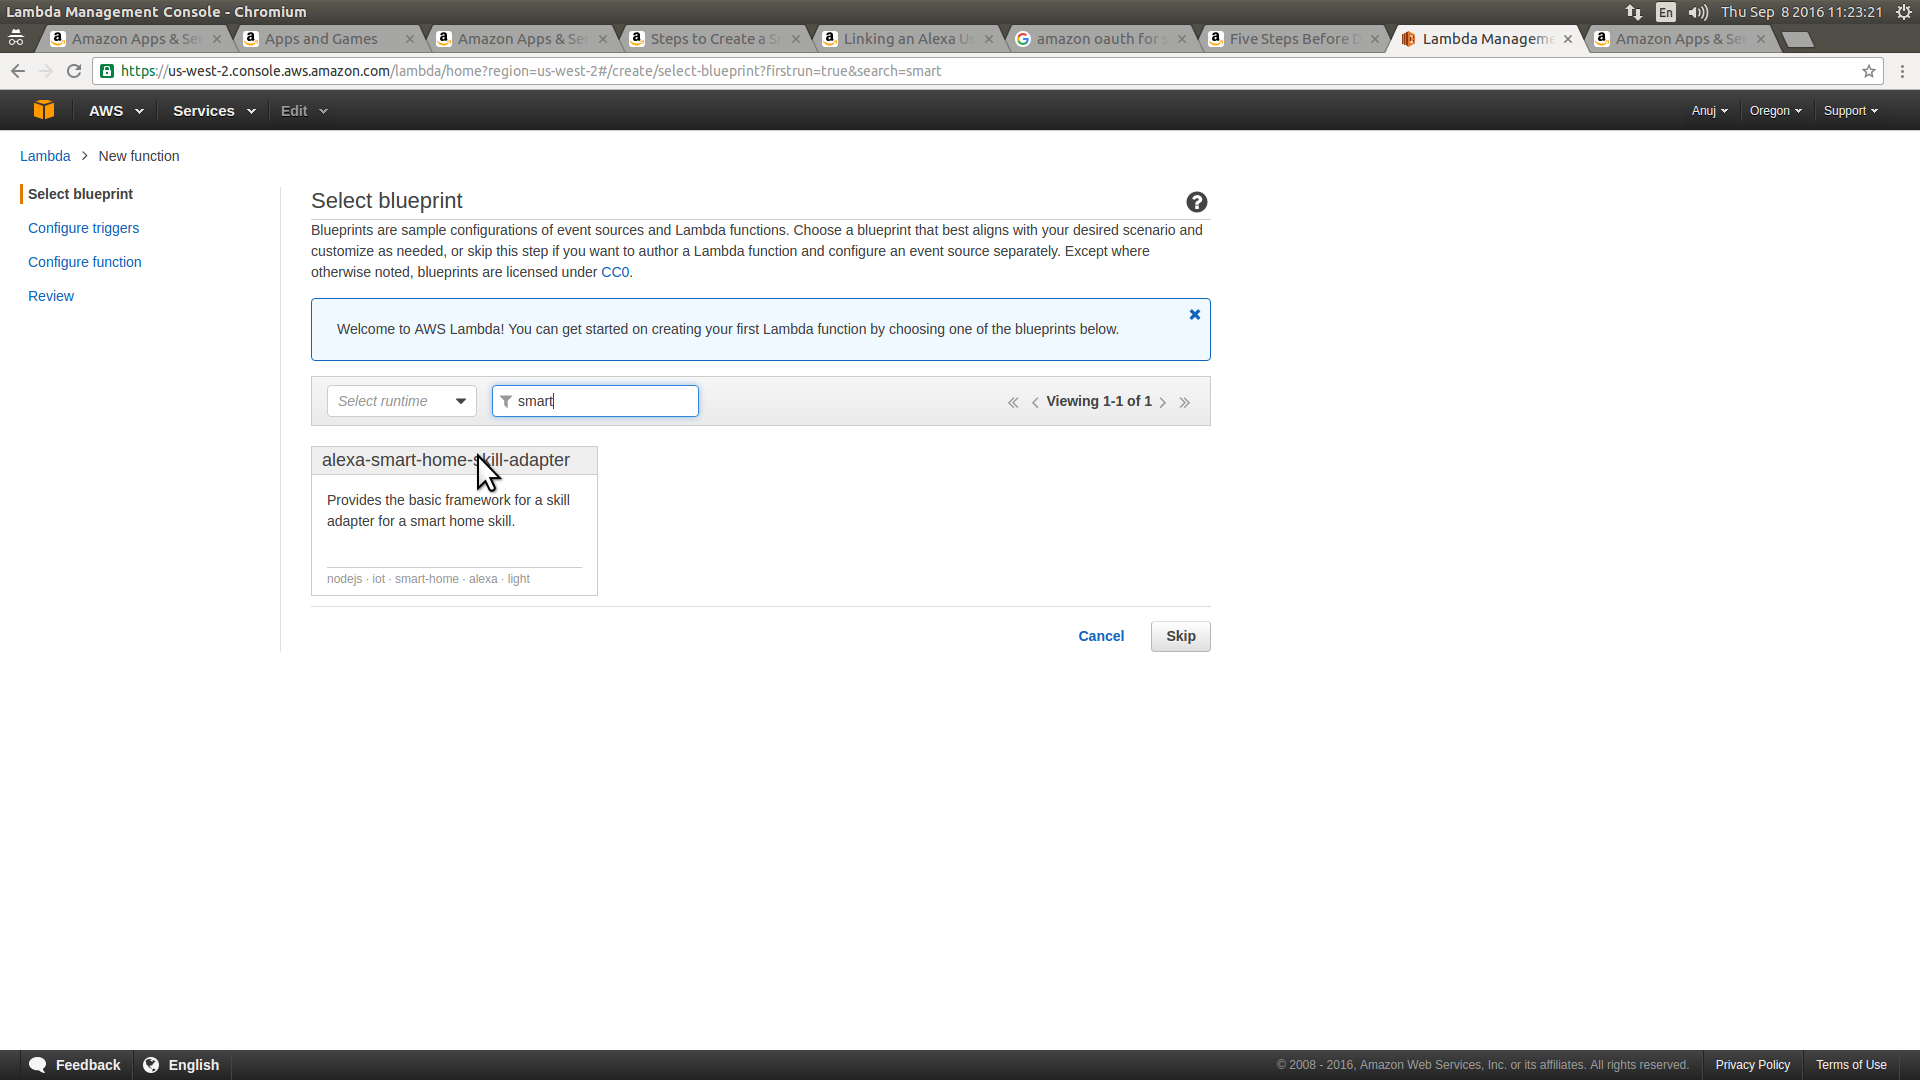 Lambda Management Console - Chromium
En
Thu Sep 8 2016 11:23:21
Amazon Apps & Ser
Apps and Games
Amazon Apps & Ser
Steps to Create a S
Linking an Alexa Us
amazon oauth for s
Five Steps Before D
Lambda Manageme
Amazon Apps & Ser
https://us-west-2.console.aws.amazon.com/lambda/home?region=us-west-2#/create/select-blueprint?firstrun=true&search=smart
AWS
Services
Edit
Anuj
Oregon
Support
Lambda > New function
Select blueprint
Configure triggers
Configure function
Review
Select blueprint
Blueprints are sample configurations of event sources and Lambda functions. Choose a blueprint that best aligns with your desired scenario and
customize as needed, or skip this step if you want to author a Lambda function and configure an event source separately. Except where
otherwise noted, blueprints are licensed under CC0.
Welcome to AWS Lambda! You can get started on creating your first Lambda function by choosing one of the blueprints below.
Select runtime
smart
« ‹ Viewing 1-1 of 1 › »
alexa-smart-home-skill-adapter
Provides the basic framework for a skill
adapter for a smart home skill.
nodejs · iot · smart-home · alexa · light
Cancel
Skip
Feedback
English
© 2008 - 2016, Amazon Web Services, Inc. or its affiliates. All rights reserved.
Privacy Policy
Terms of Use